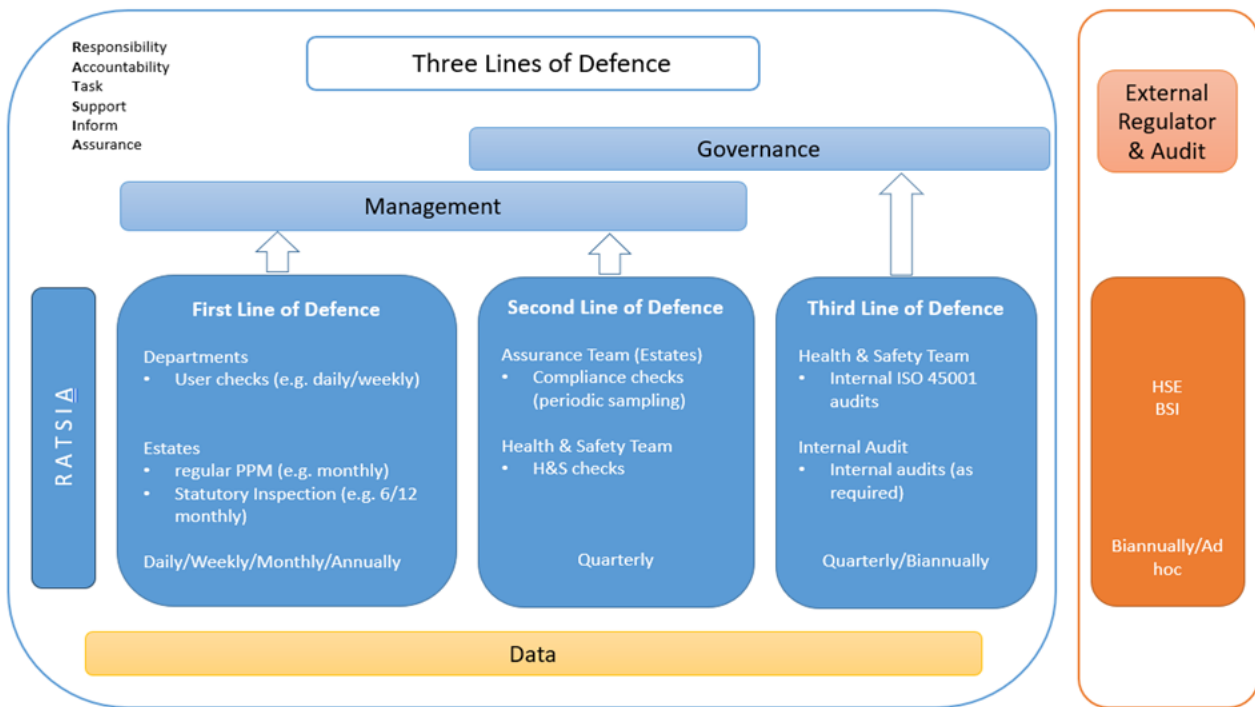 Responsibility
Accountability
Task
Support
Inform
Assurance
Three Lines of Defence
Governance
Management
RATSIA
First Line of Defence
Departments
• User checks (e.g. daily/weekly)
Estates
• regular PPM (e.g. monthly)
• Statutory Inspection (e.g. 6/12
monthly)
Daily/Weekly/Monthly/Annually
Second Line of Defence
Assurance Team (Estates)
• Compliance checks
(periodic sampling)
Health & Safety Team
• H&S checks
Quarterly
Third Line of Defence
Health & Safety Team
• Internal ISO 45001
audits
Internal Audit
• Internal audits (as
required)
Quarterly/Biannually
Data
External
Regulator
& Audit
HSE
BSI
Biannually/Ad
hoc